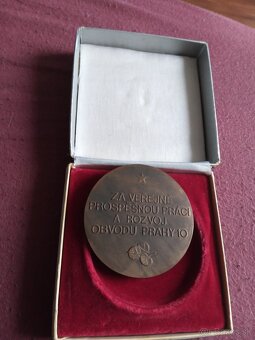 ZA VEŘEJNĚ
PROSPĚŠNOU PRÁCI
A ROZVOJ
OBVODU PRAHY 10